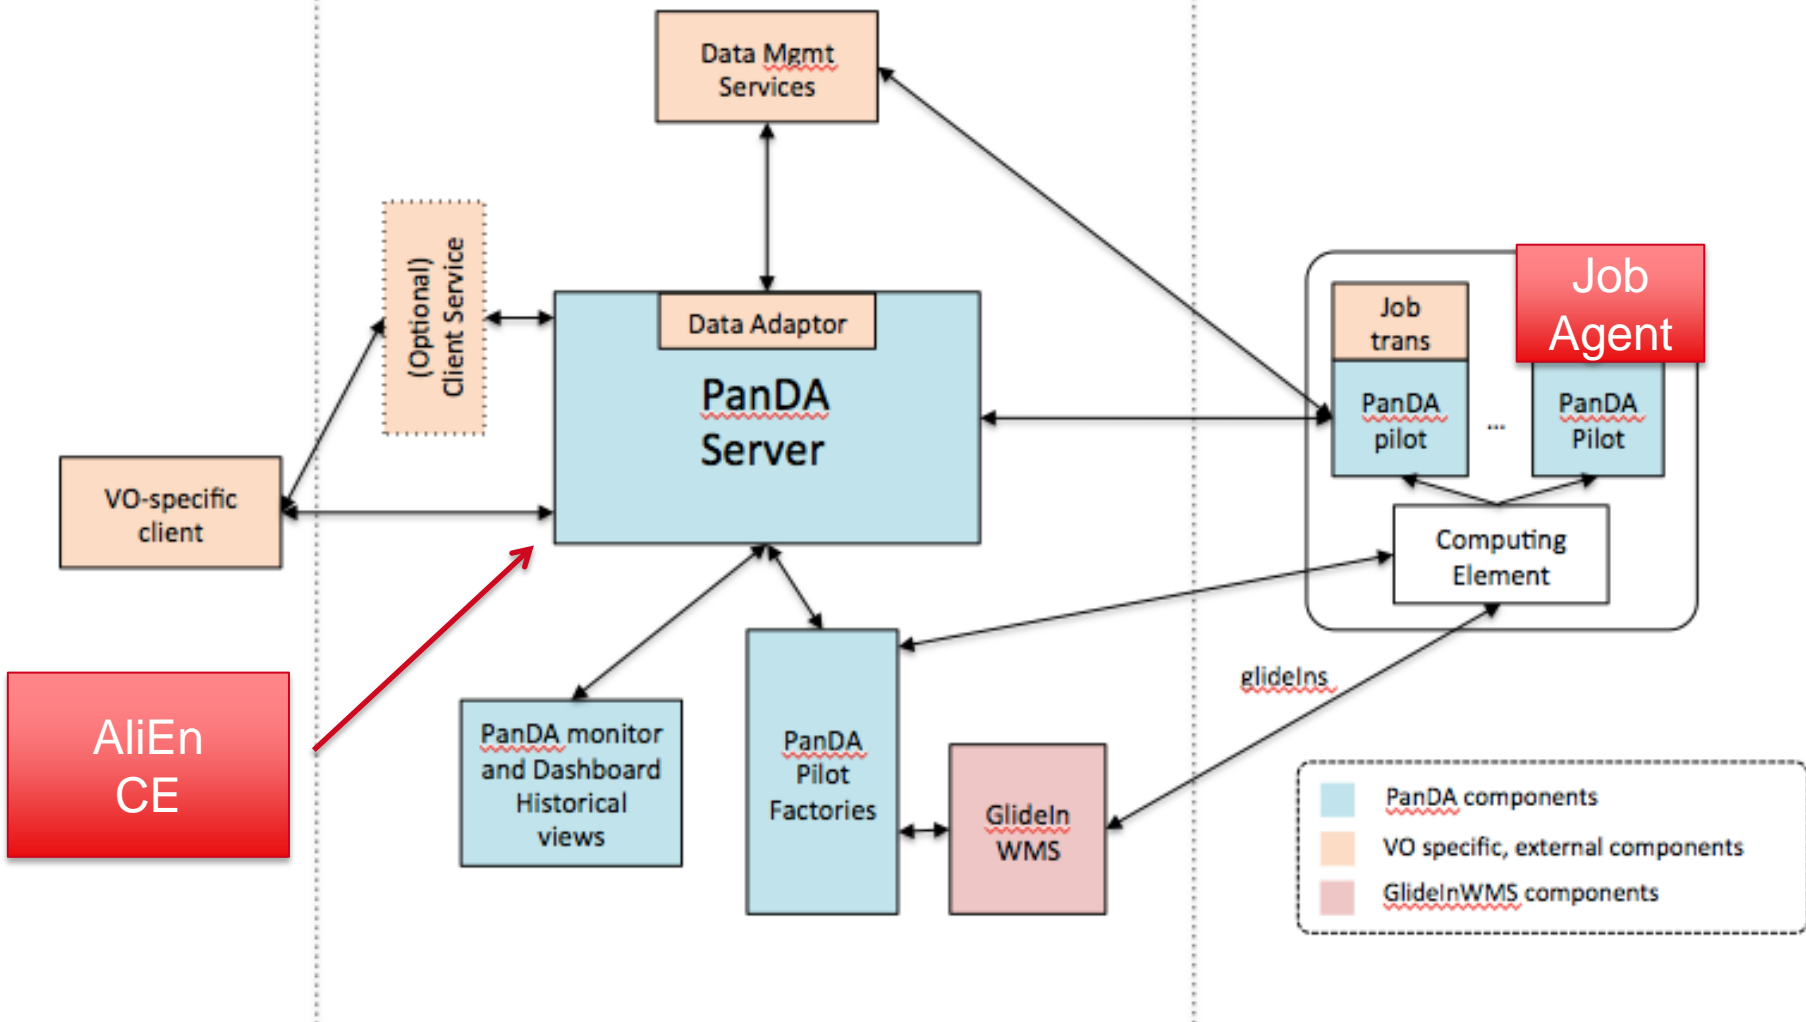 Data Mgmt
Services
(Optional)
Client Service
Data Adaptor
PanDA
Server
VO-specific
client
Job
trans
Job
Agent
PanDA
pilot
...
PanDA
Pilot
Computing
Element
glideIns
AliEn
CE
PanDA monitor
and Dashboard
Historical
views
PanDA
Pilot
Factories
GlideIn
WMS
PanDA components
VO specific, external components
GlideInWMS components